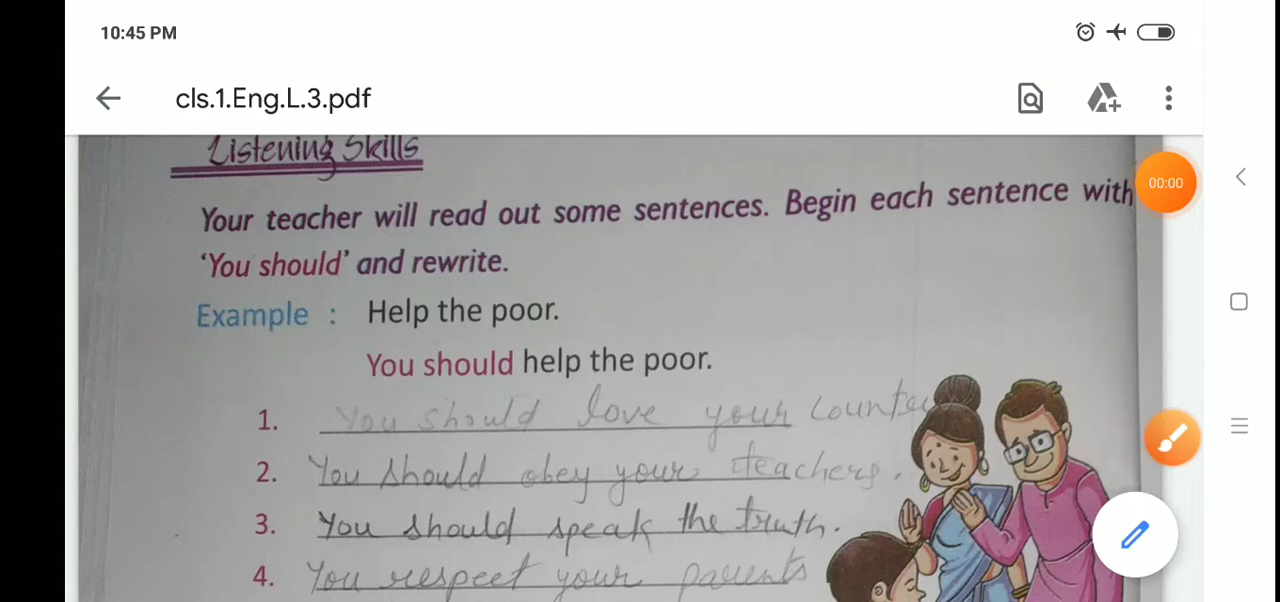 10:45 PM
cls.1.Eng.L.3.pdf
Listening Skills
00:00
Your teacher will read out some sentences. Begin each sentence with
‘You should’ and rewrite.
Example : Help the poor.
You should help the poor.
1. You should love your
2. You should obey your teachers.
3. You should speak the truth.
4. You respect your parents